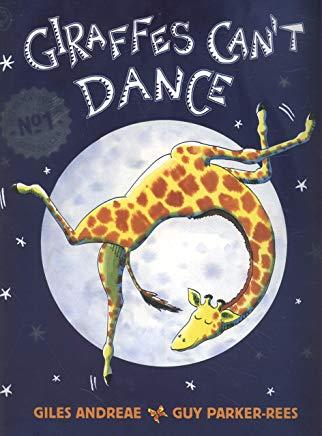 GIRAFFES CAN'T
DANCE
No1
GILES ANDREAE GUY PARKER-REES